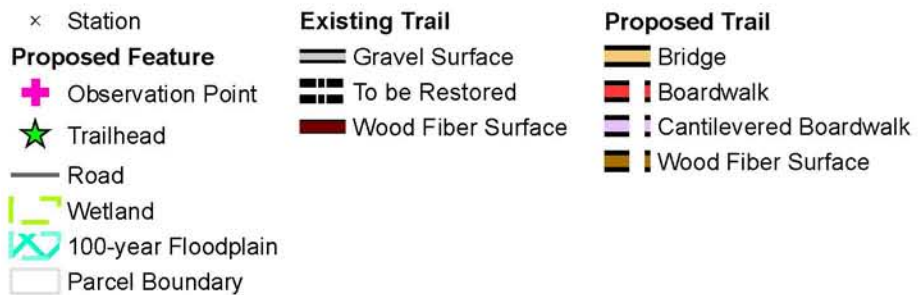 × Station
Proposed Feature
Observation Point
Trailhead
Road
Wetland
100-year Floodplain
Parcel Boundary
Existing Trail
Gravel Surface
To be Restored
Wood Fiber Surface
Proposed Trail
Bridge
Boardwalk
Cantilevered Boardwalk
Wood Fiber Surface